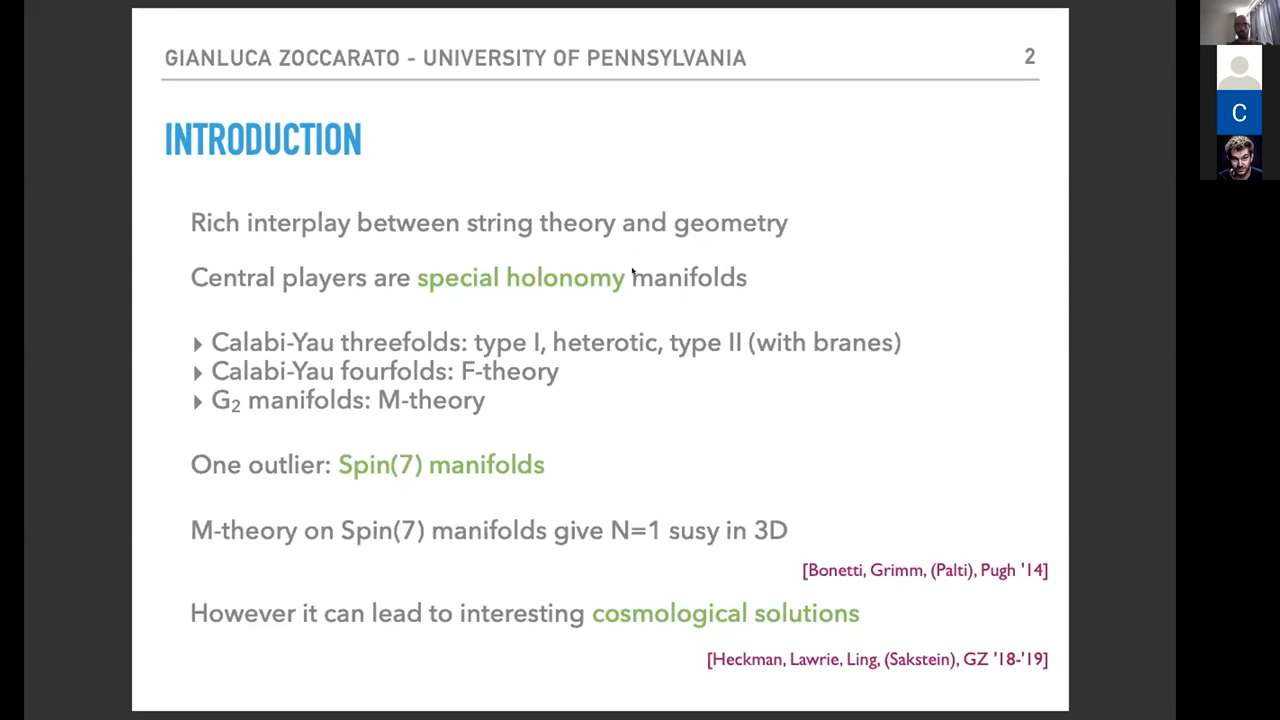 GIANLUCA ZOCCARATO - UNIVERSITY OF PENNSYLVANIA
2
INTRODUCTION
Rich interplay between string theory and geometry
Central players are special holonomy manifolds
‣ Calabi-Yau threefolds: type I, heterotic, type II (with branes)
‣ Calabi-Yau fourfolds: F-theory
‣ G₂ manifolds: M-theory
One outlier: Spin(7) manifolds
M-theory on Spin(7) manifolds give N=1 susy in 3D
[Bonetti, Grimm, (Palti), Pugh '14]
However it can lead to interesting cosmological solutions
[Heckman, Lawrie, Ling, (Sakstein), GZ '18-'19]
C